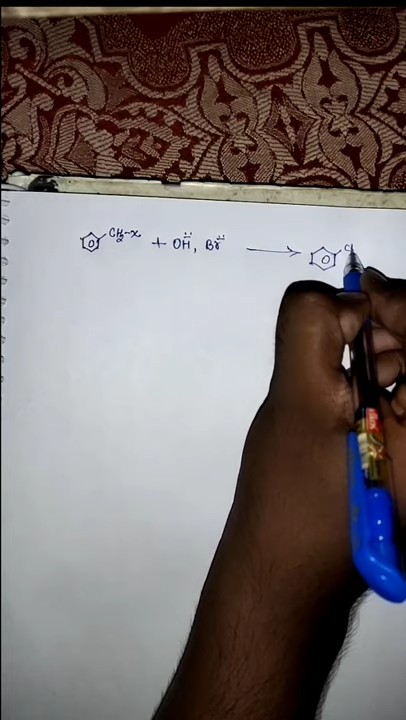 CH₂-x + OH⁻, Br⁻ → C